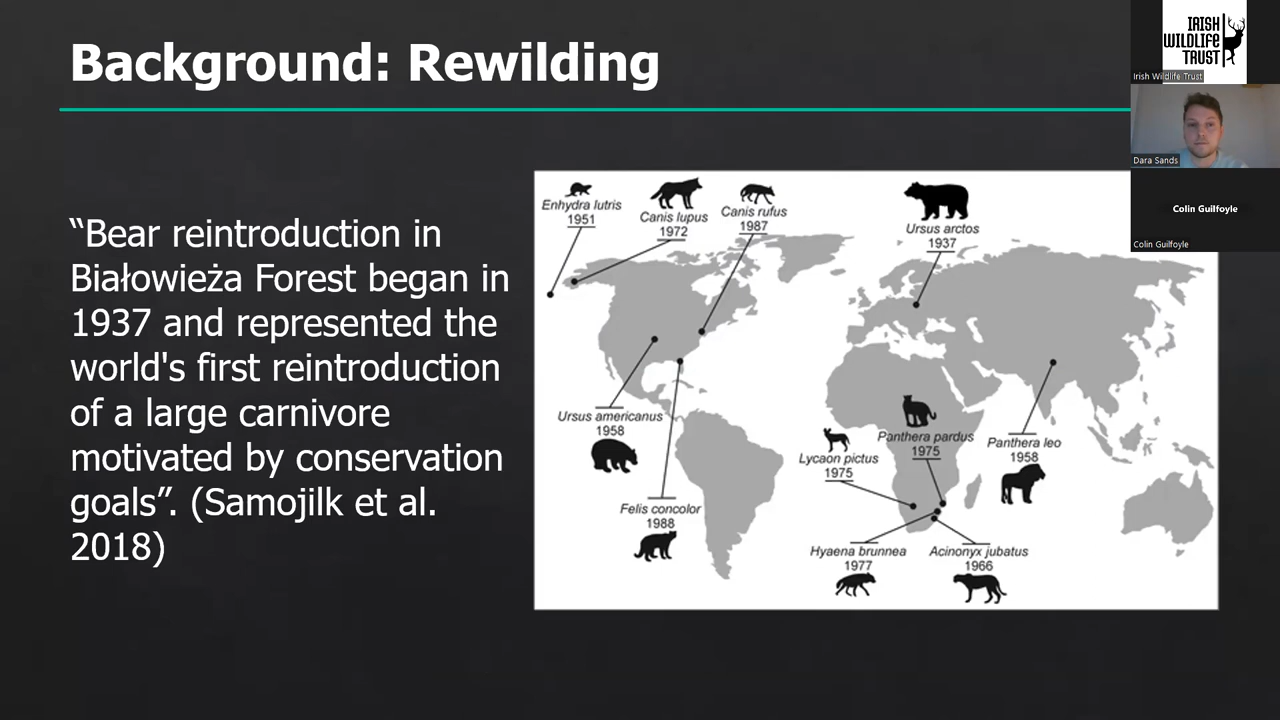 Background: Rewilding
IRISH
WILDLIFE
TRUST
Irish Wildlife Trust
Dara Sands
Colin Guilfoyle
Colin Guilfoyle
“Bear reintroduction in
Białowieża Forest began in
1937 and represented the
world's first reintroduction
of a large carnivore
motivated by conservation
goals”. (Samojilk et al.
2018)
Enhydra lutris
1951
Canis lupus
1972
Canis rufus
1987
Ursus arctos
1937
Ursus americanus
1958
Felis concolor
1988
Lycaon pictus
1975
Panthera pardus
1975
Panthera leo
1958
Hyaena brunnea
1977
Acinonyx jubatus
1966